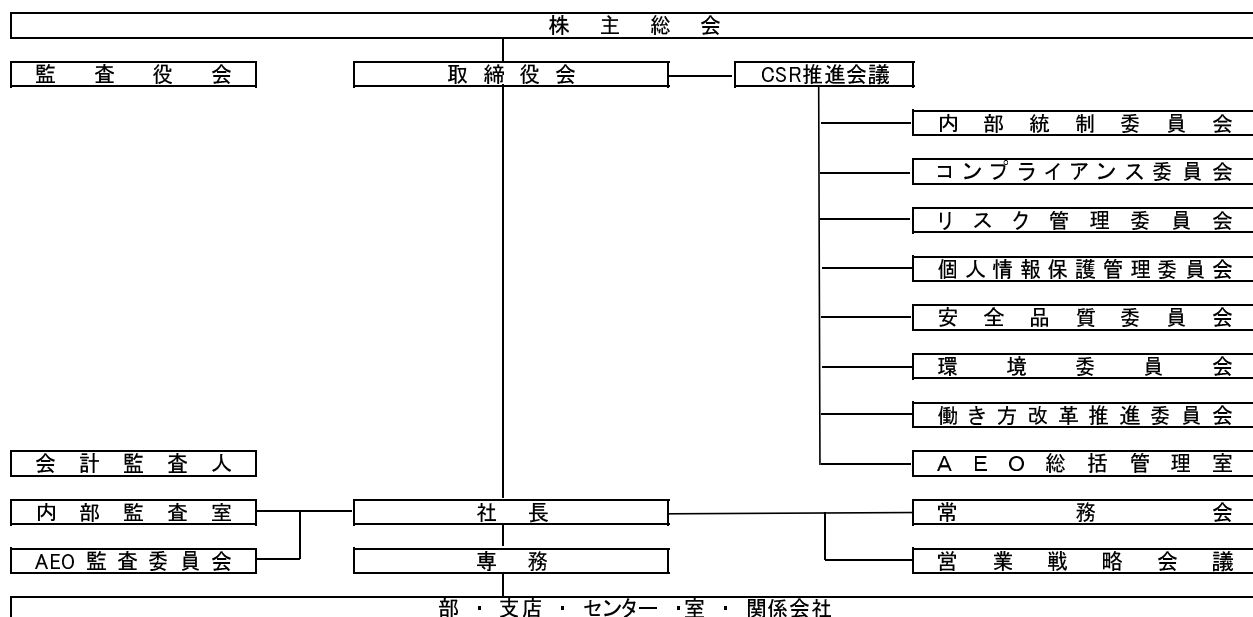 株主総会
監査役会 取締役会 CSR推進会議
内部統制委員会
コンプライアンス委員会
リスク管理委員会
個人情報保護管理委員会
安全品質委員会
環境委員会
働き方改革推進委員会
会計監査人 AEO総括管理室
内部監査室 社長 常務会
AEO監査委員会 専務 営業戦略会議
部・支店・センター・室・関係会社